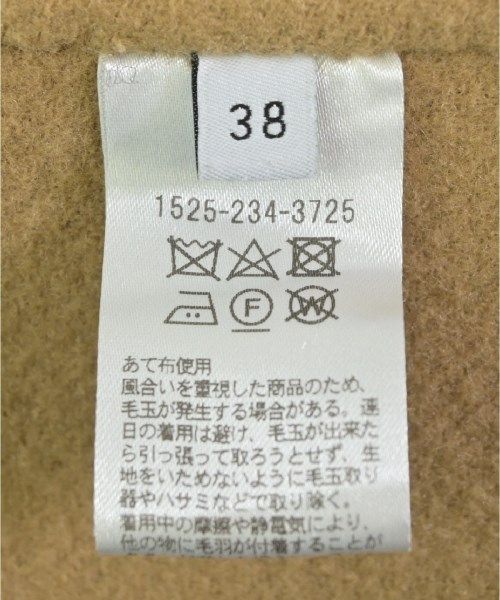 38
1525-234-3725
F
W
あて布使用
風合いを重視した商品のため、
毛玉が発生する場合がある。連
日の着用は避け、毛玉が出来た
ら引っ張って取ろうとせず、生
地をいためないように毛玉取り
器やハサミなどで取り除く。
着用中の摩擦や静電気により、
他の物に毛羽が付着することが